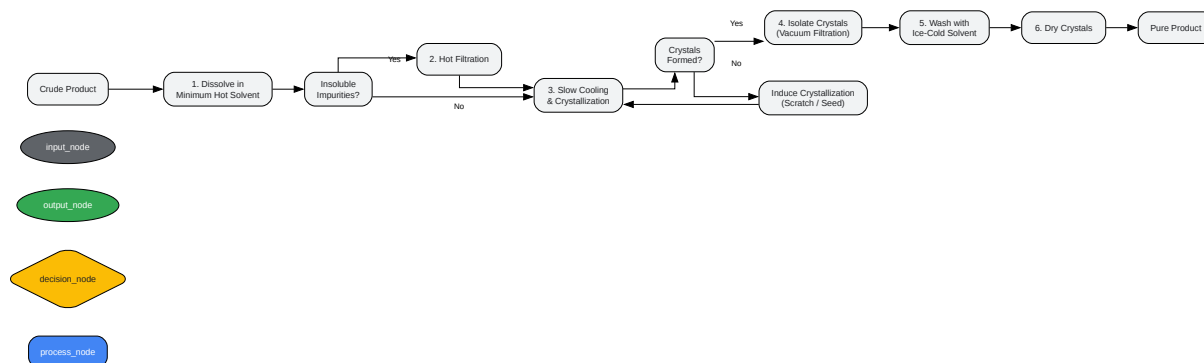 Crude Product
1. Dissolve in
Minimum Hot Solvent
Insoluble
Impurities?
Yes
2. Hot Filtration
No
3. Slow Cooling
& Crystallization
Crystals
Formed?
Yes
No
4. Isolate Crystals
(Vacuum Filtration)
5. Wash with
Ice-Cold Solvent
6. Dry Crystals
Pure Product
Induce Crystallization
(Scratch / Seed)
input_node
output_node
decision_node
process_node